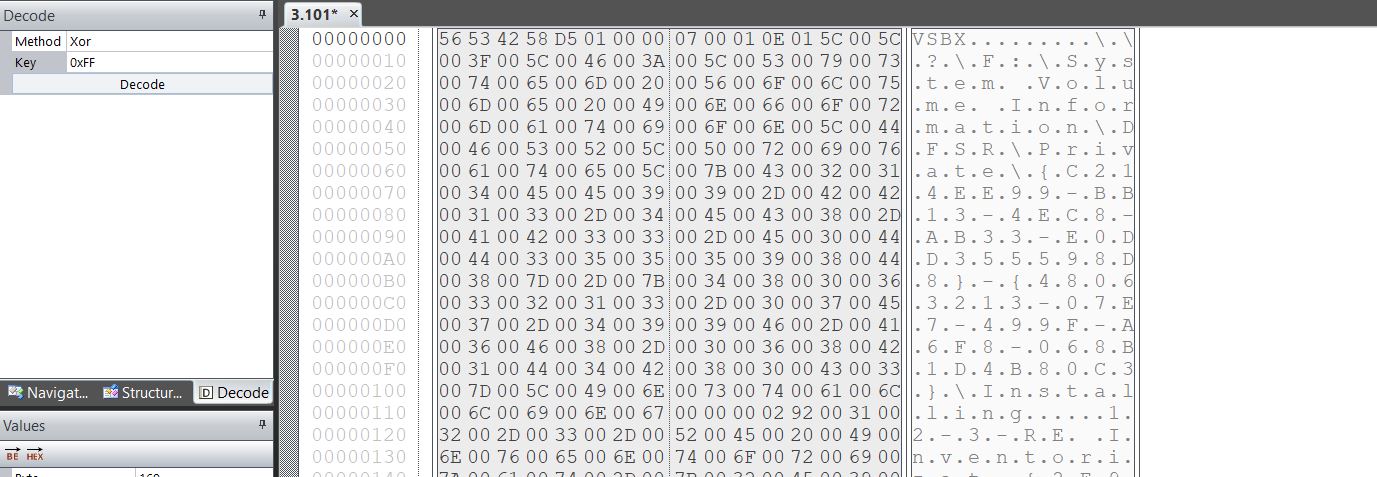 Decode
Method Xor
Key 0xFF
Decode
Navigat... Structur... Decode
Values
BE HEX
3.101*
00000000 56 53 42 58 D5 01 00 00 07 00 01 0E 01 5C 00 5C VSBX.........\.\
00000010 00 3F 00 5C 00 46 00 3A 00 5C 00 53 00 79 00 73 .?.\.F.:.\.S.y.s
00000020 00 74 00 65 00 6D 00 20 00 56 00 6F 00 6C 00 75 .t.e.m. .V.o.l.u
00000030 00 6D 00 65 00 20 00 49 00 6E 00 66 00 6F 00 72 .m.e. .I.n.f.o.r
00000040 00 6D 00 61 00 74 00 69 00 6F 00 6E 00 5C 00 44 .m.a.t.i.o.n.\.D
00000050 00 46 00 53 00 52 00 5C 00 50 00 72 00 69 00 76 .F.S.R.\.P.r.i.v
00000060 00 61 00 74 00 65 00 5C 00 7B 00 43 00 32 00 31 .a.t.e.\.{.C.2.1
00000070 00 34 00 45 00 45 00 39 00 39 00 2D 00 42 00 42 .4.E.E.9.9.-.B.B
00000080 00 31 00 33 00 2D 00 34 00 45 00 43 00 38 00 2D .1.3.-.4.E.C.8.-
00000090 00 41 00 42 00 33 00 33 00 2D 00 45 00 30 00 44 .A.B.3.3.-.E.0.D
000000A0 00 44 00 33 00 35 00 35 00 35 00 39 00 38 00 44 .D.3.5.5.5.9.8.D
000000B0 00 38 00 7D 00 2D 00 7B 00 34 00 38 00 30 00 36 .8.}.-.{.4.8.0.6
000000C0 00 33 00 32 00 31 00 33 00 2D 00 30 00 37 00 45 .3.2.1.3.-.0.7.E
000000D0 00 37 00 2D 00 34 00 39 00 39 00 46 00 2D 00 41 .7.-.4.9.9.F.-.A
000000E0 00 36 00 46 00 38 00 2D 00 30 00 36 00 38 00 42 .6.F.8.-.0.6.8.B
000000F0 00 31 00 44 00 34 00 42 00 38 00 30 00 43 00 33 .1.D.4.B.8.0.C.3
00000100 00 7D 00 5C 00 49 00 6E 00 73 00 74 00 61 00 6C .}.\.I.n.s.t.a.l
00000110 00 6C 00 69 00 6E 00 67 00 00 00 02 92 00 31 00 .l.i.n.g......1.
00000120 32 00 2D 00 33 00 2D 00 52 00 45 00 20 00 49 00 2.-.3.-.R.E. .I.
00000130 6E 00 76 00 65 00 6E 00 74 00 6F 00 72 00 69 00 n.v.e.n.t.o.r.i.